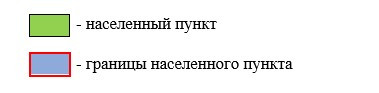 - населенный пункт
- границы населенного пункта